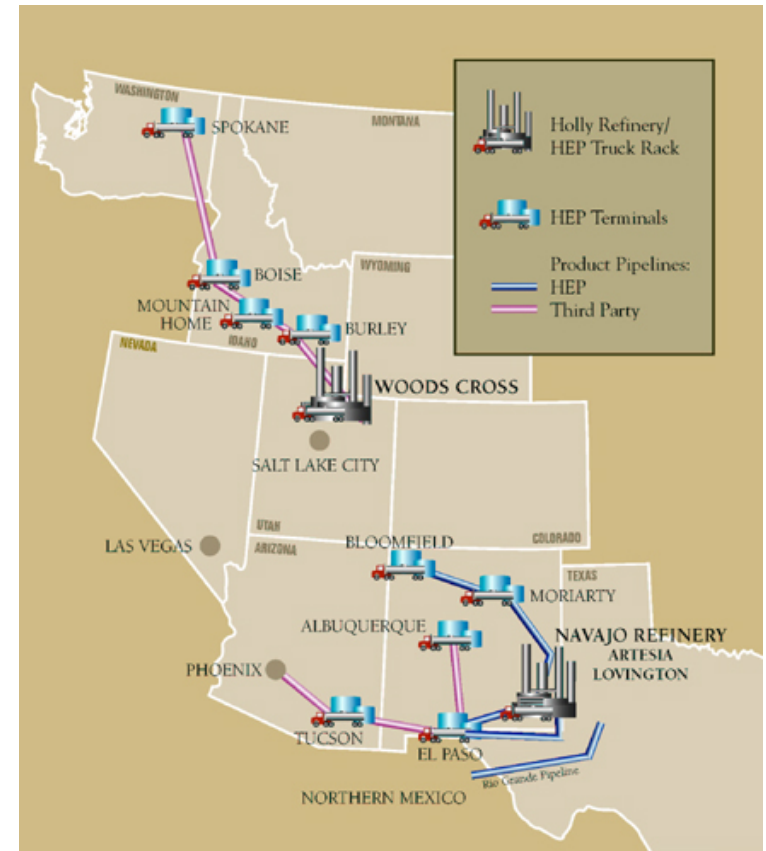 WASHINGTON
SPOKANE
MONTANA
Holly Refinery/
HEP Truck Rack
HEP Terminals
Product Pipelines:
HEP
Third Party
BOISE
WYOMING
MOUNTAIN
HOME
BURLEY
NEVADA
IDAHO
WOODS CROSS
SALT LAKE CITY
UTAH
COLORADO
LAS VEGAS
ARIZONA
BLOOMFIELD
TEXAS
MORIARTY
ALBUQUERQUE
NAVAJO REFINERY
ARTESIA
LOVINGTON
PHOENIX
TUCSON
EL PASO
Rio Grande Pipeline
NORTHERN MEXICO